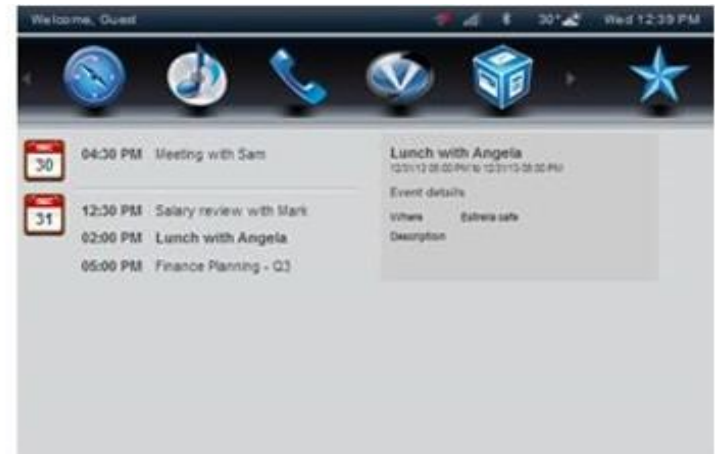 Welcome, Guest
30°
Wed 12:39 PM
30
04:30 PM Meeting with Sam
31
12:30 PM Salary review with Mark
02:00 PM Lunch with Angela
05:00 PM Finance Planning - Q3
Lunch with Angela
Event details
Where Estrela cafe
Description